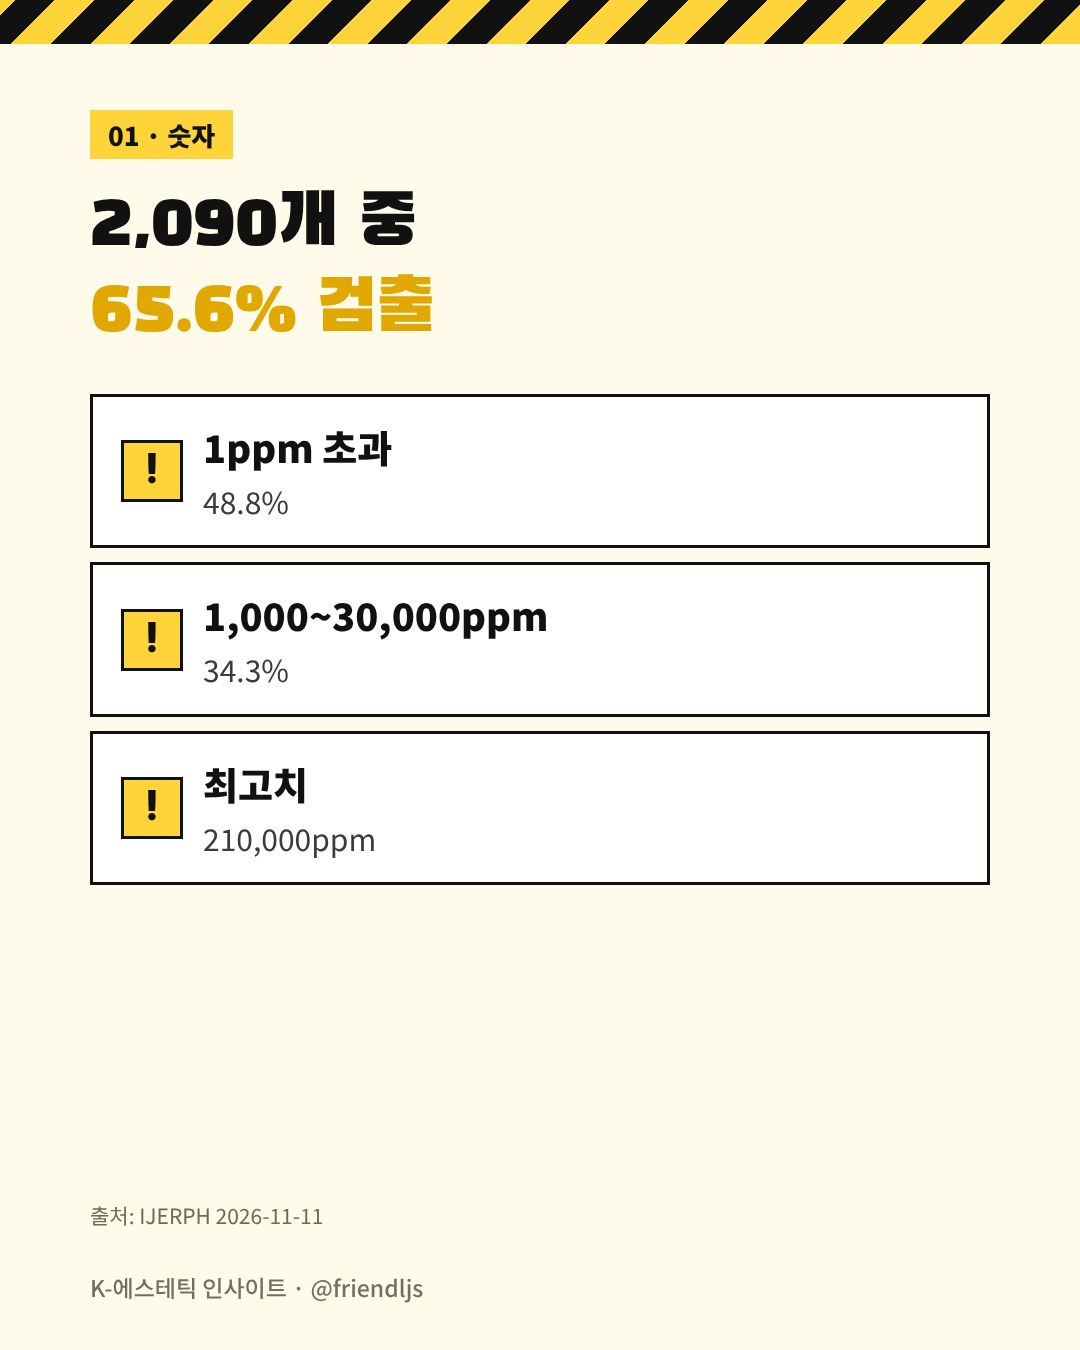 01 · 숫자
2,090개 중
65.6% 검출
!
1ppm 초과
48.8%
!
1,000~30,000ppm
34.3%
!
최고치
210,000ppm
출처: IJERPH 2026-11-11
K-에스테틱 인사이트 · @friendljs